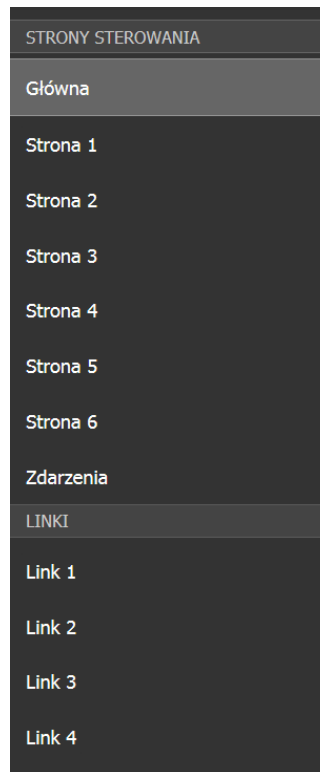 STRONY STEROWANIA
Główna
Strona 1
Strona 2
Strona 3
Strona 4
Strona 5
Strona 6
Zdarzenia
LINKI
Link 1
Link 2
Link 3
Link 4